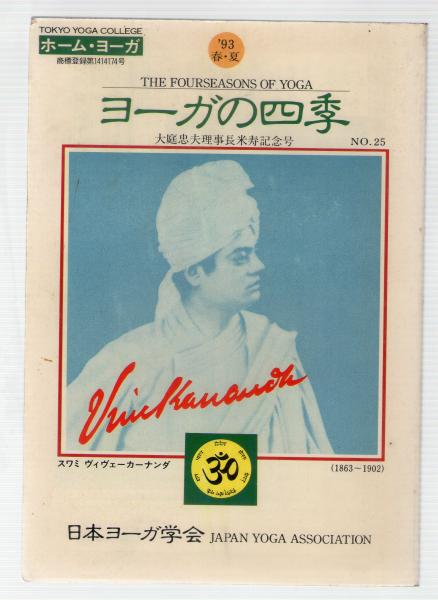 TOKYO YOGA COLLEGE
ホーム・ヨーガ
商標登録第1414174号
'93
春・夏
THE FOURSEASONS OF YOGA
ヨーガの四季
大庭忠夫理事長米寿記念号 NO.25
Vivekananda
スワミ ヴィヴェーカーナンダ
(1863〜1902)
ॐ
日本ヨーガ学会 JAPAN YOGA ASSOCIATION